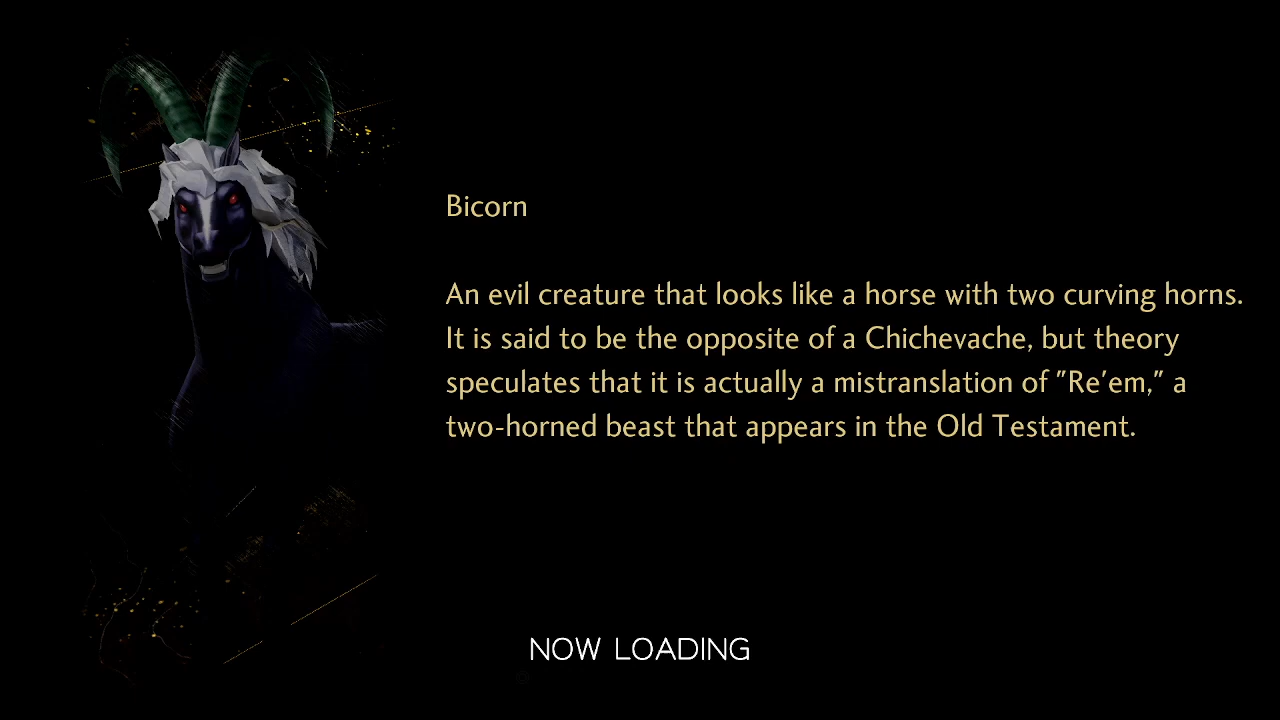 Bicorn
An evil creature that looks like a horse with two curving horns.
It is said to be the opposite of a Chichevache, but theory
speculates that it is actually a mistranslation of "Re'em," a
two-horned beast that appears in the Old Testament.
NOW LOADING